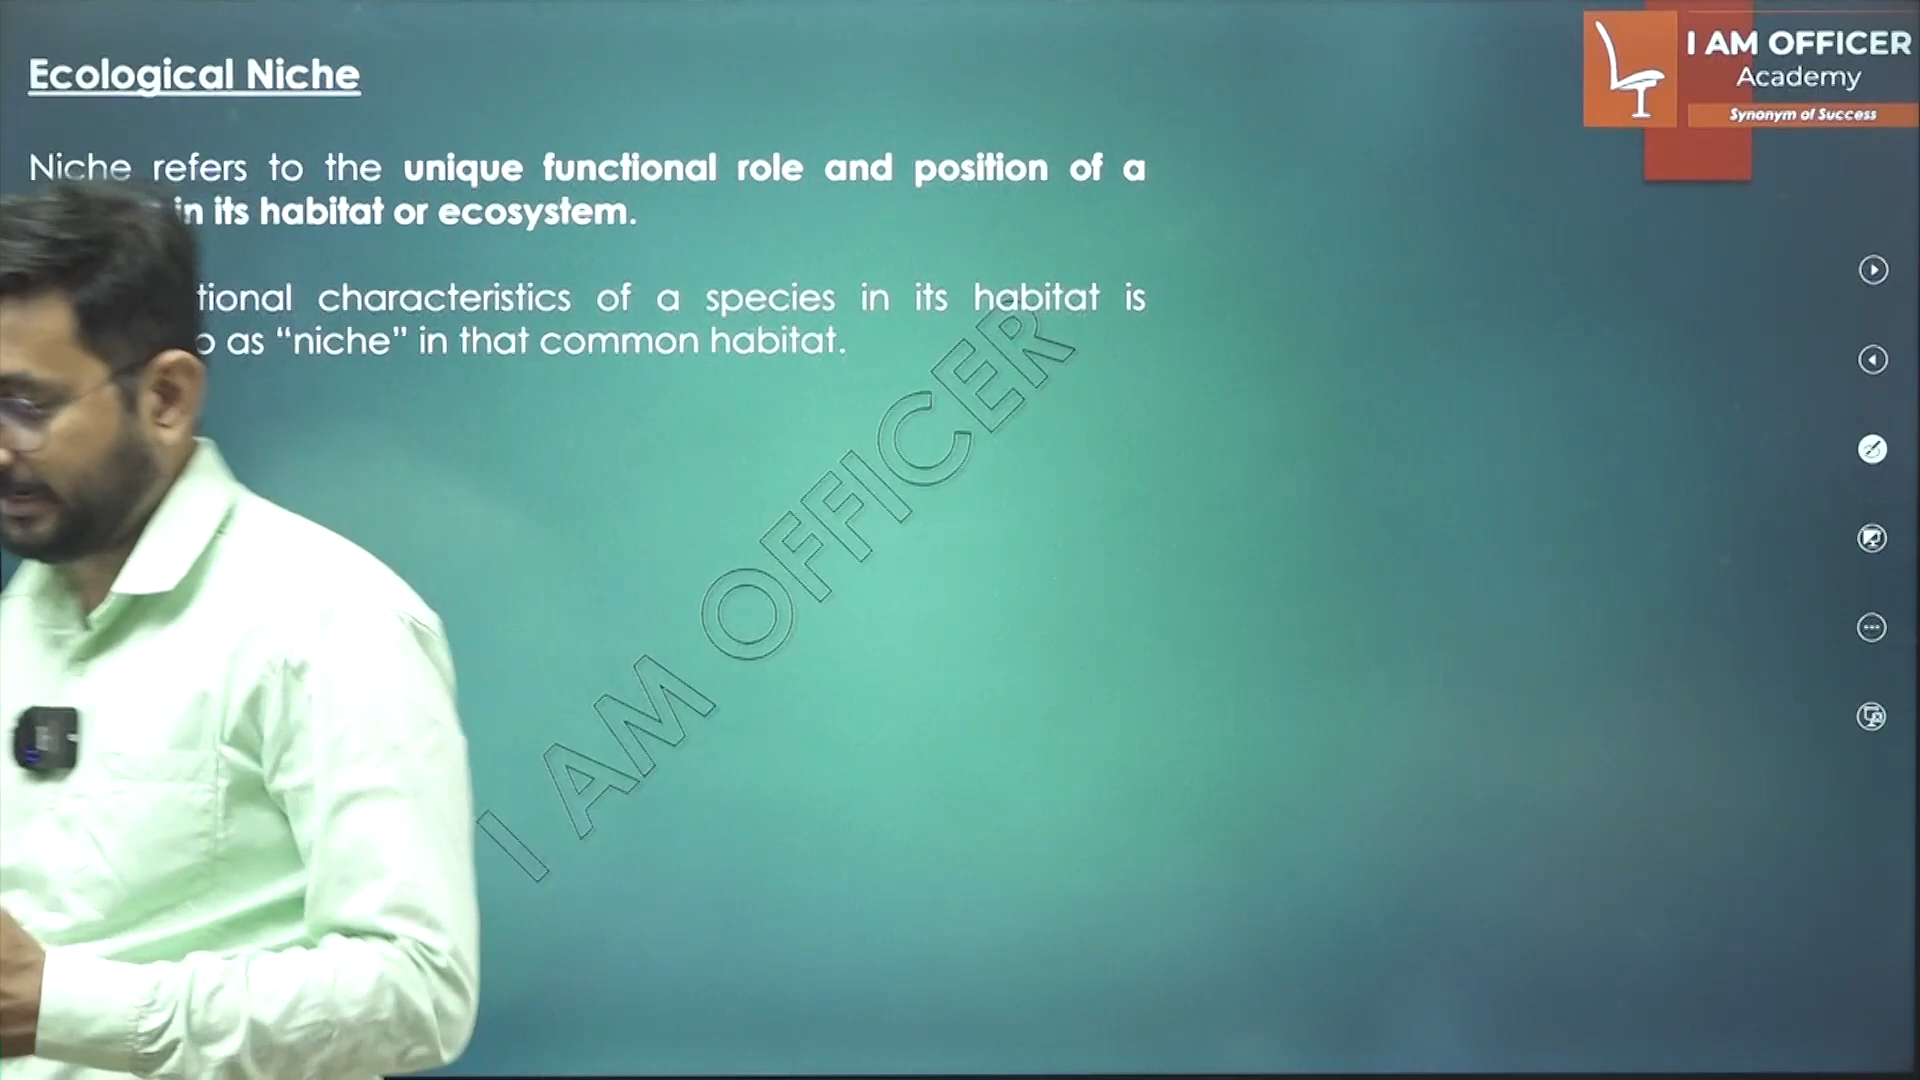 Ecological Niche
Niche refers to the unique functional role and position of a
in its habitat or ecosystem.
tional characteristics of a species in its habitat is
o as “niche” in that common habitat.
I AM OFFICER
I AM OFFICER
Academy
Synonym of Success